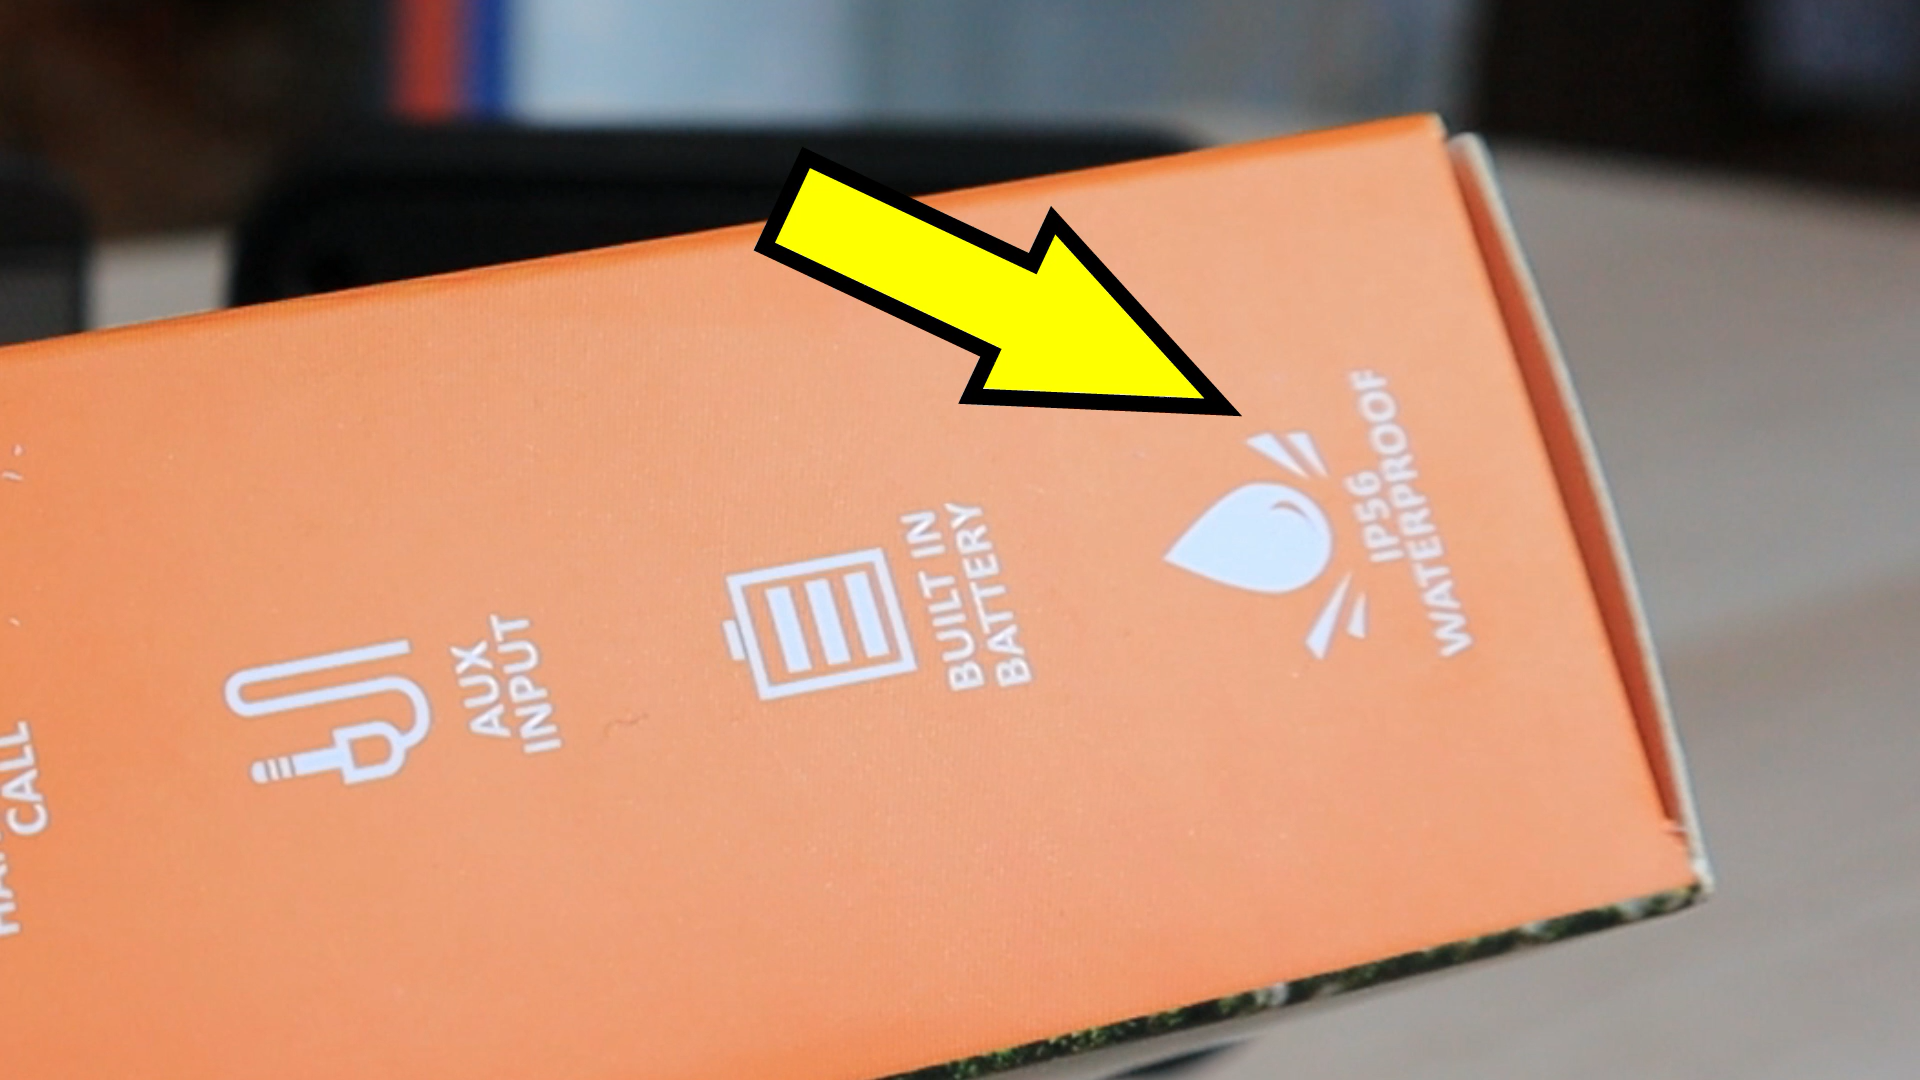 CALL
AUX
INPUT
BUILT IN
BATTERY
IP56
WATERPROOF